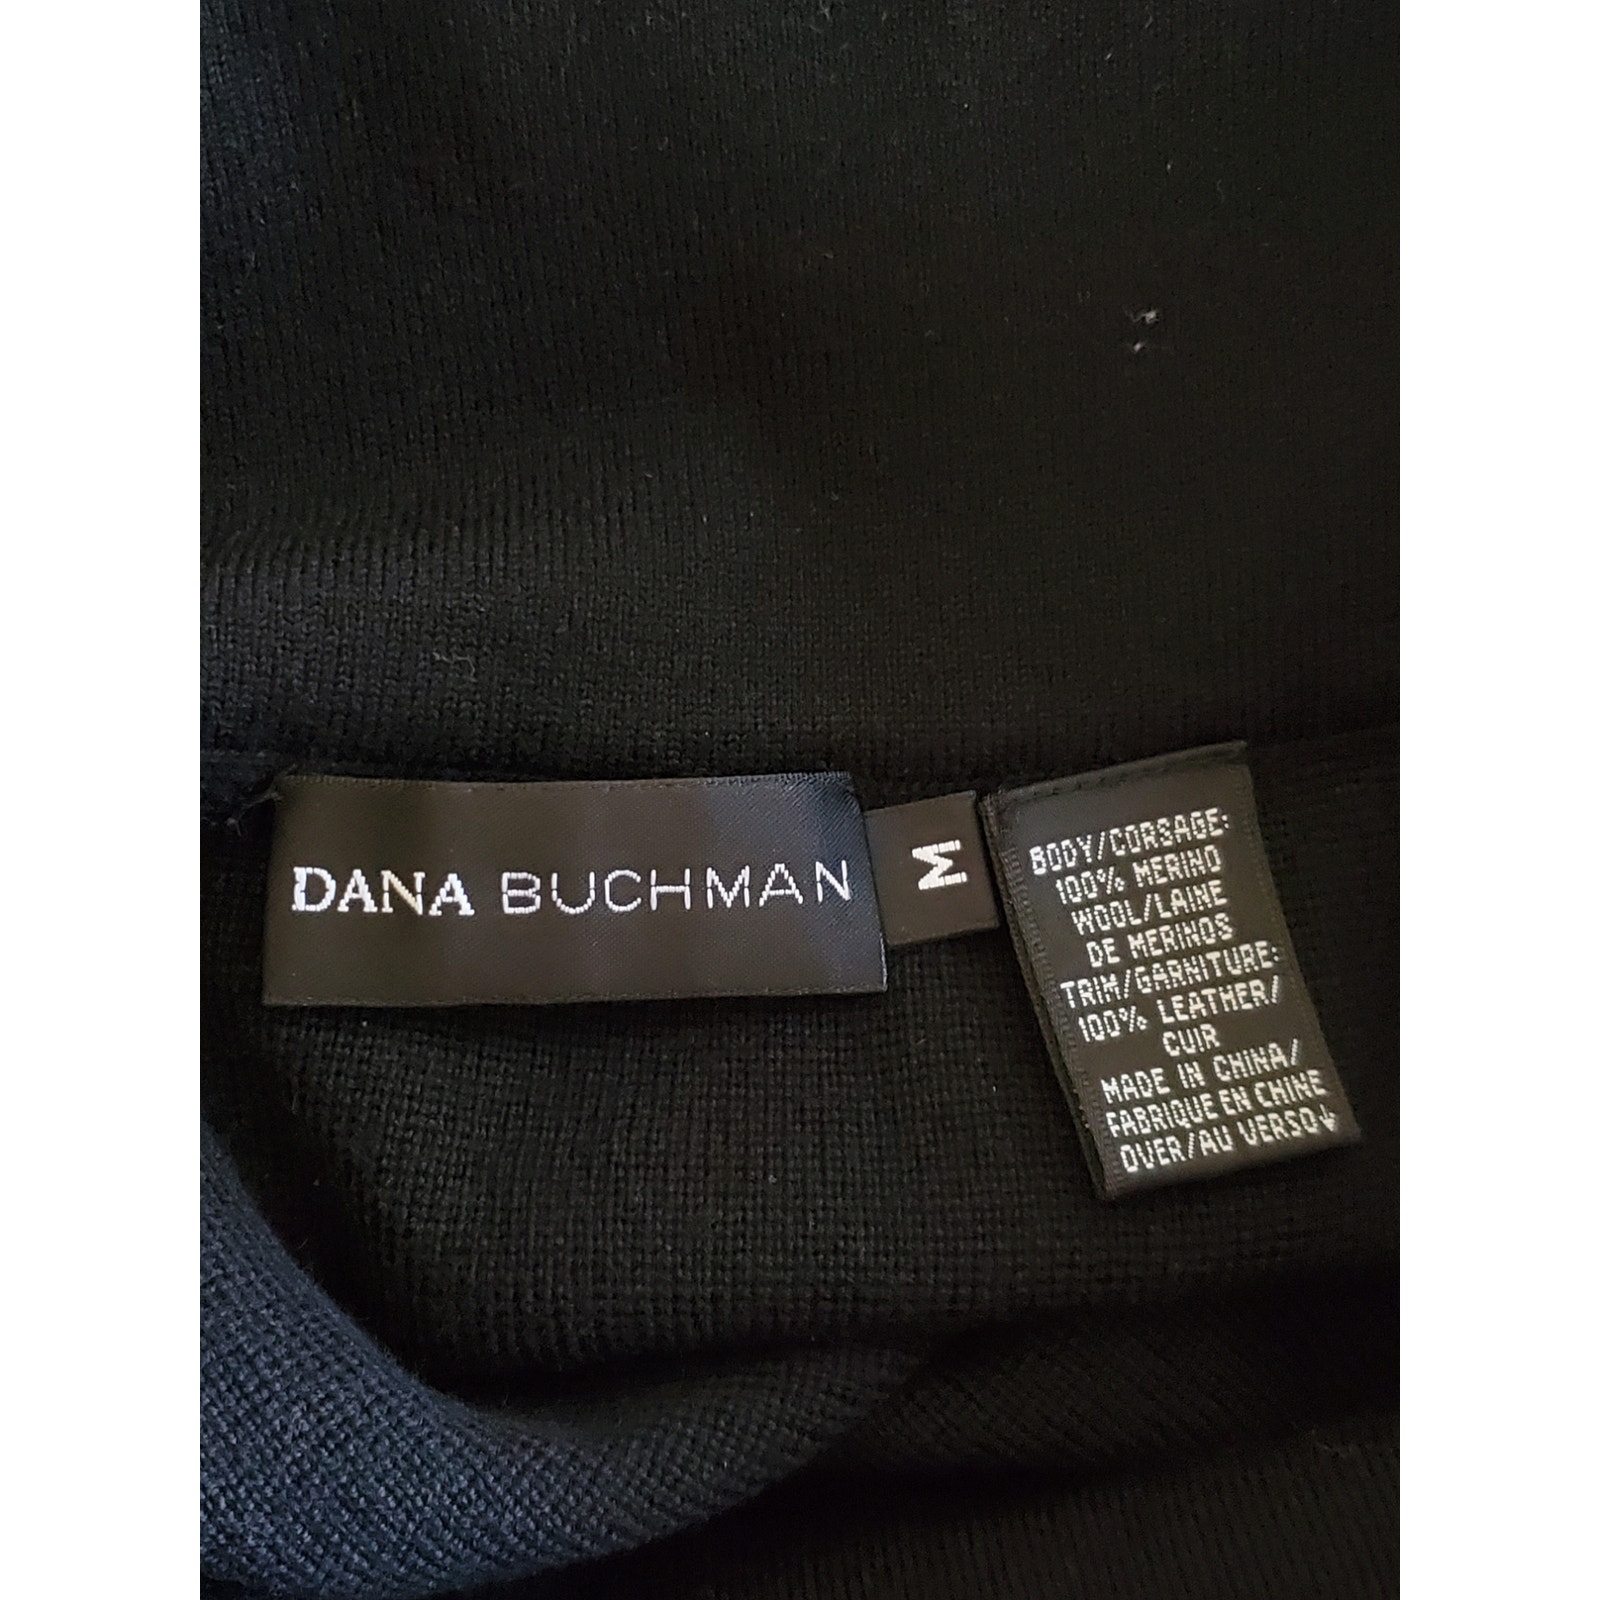 DANA BUCHMAN
M
BODY/CORSAGE:
100% MERINO
WOOL/LAINE
DE MERINOS
TRIM/GARNITURE:
100% LEATHER/
CUIR
MADE IN CHINA/
FABRIQUE EN CHINE
OVER/AU VERSO↓